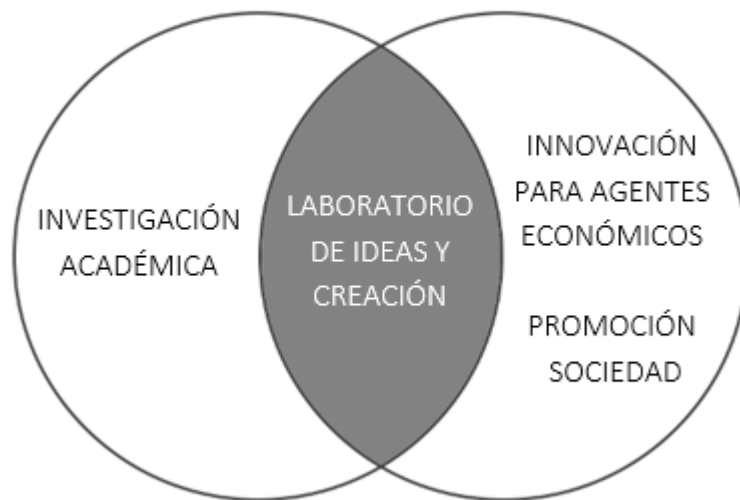 INVESTIGACIÓN
ACADÉMICA
LABORATORIO
DE IDEAS Y
CREACIÓN
INNOVACIÓN
PARA AGENTES
ECONÓMICOS
PROMOCIÓN
SOCIEDAD